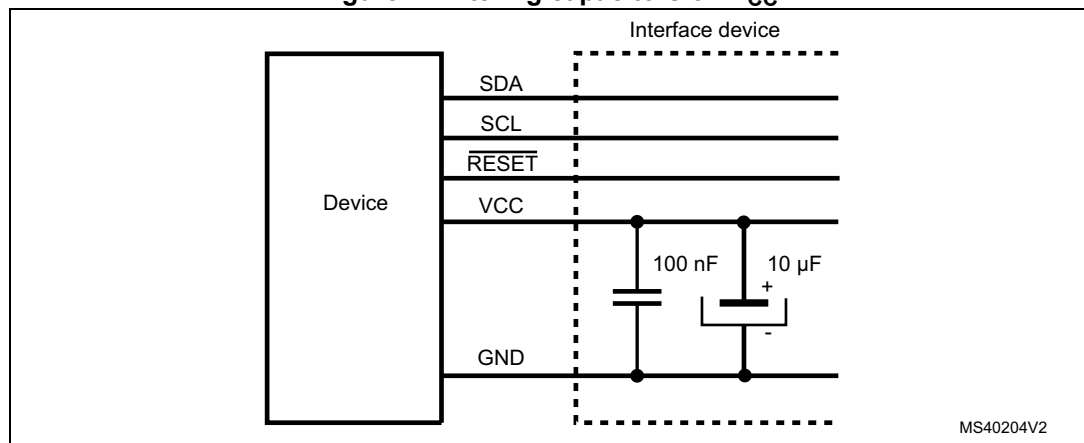 Interface device
SDA
SCL
RESET
Device
VCC
100 nF
10 µF
+
-
GND
MS40204V2